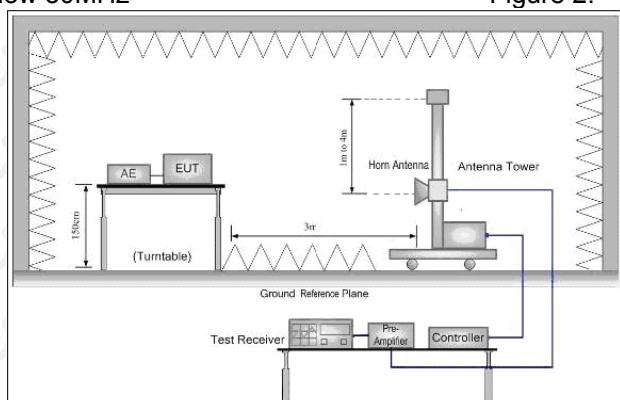 low 30MHz Figure 2.
1m to 4m
Horn Antenna
Antenna Tower
AE
EUT
150cm
3m
(Turntable)
Ground Reference Plane
Test Receiver
Pre-
Amplifier
Controller